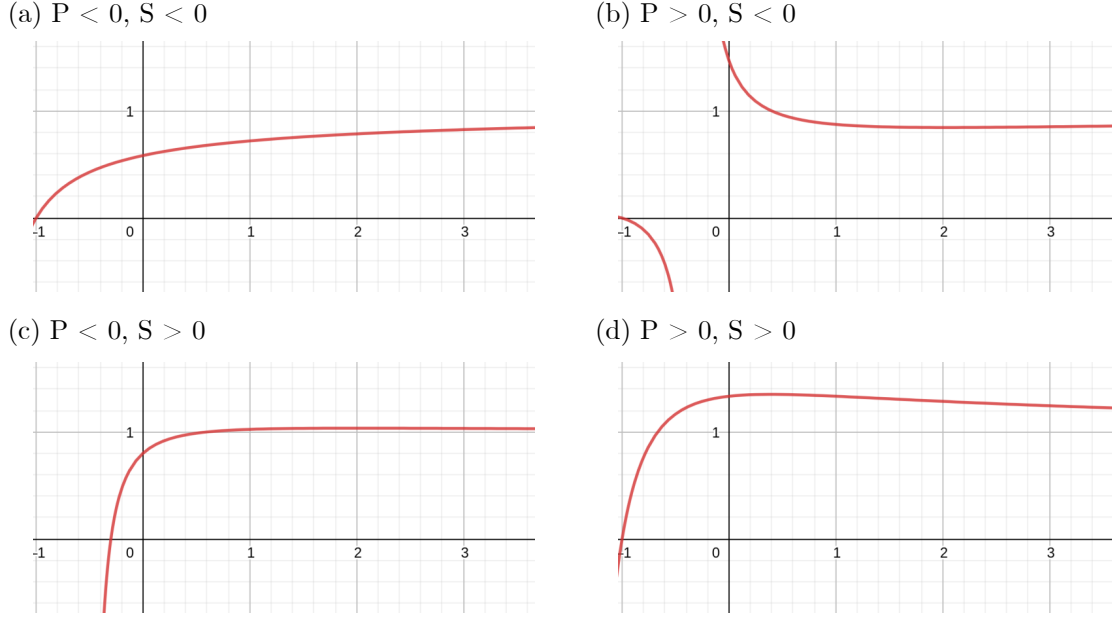 (a) P < 0, S < 0
1
-1 0 1 2 3
(b) P > 0, S < 0
1
-1 0 1 2 3
(c) P < 0, S > 0
1
-1 0 1 2 3
(d) P > 0, S > 0
1
-1 0 1 2 3